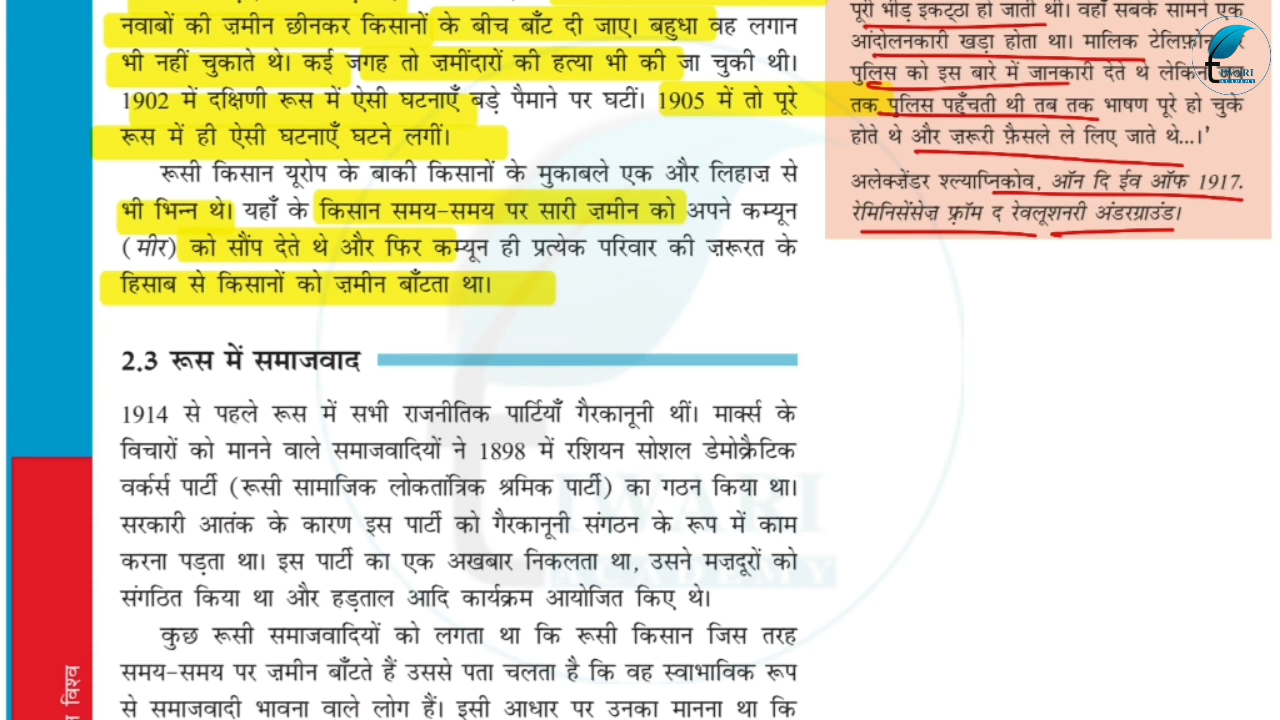 नवाबों की ज़मीन छीनकर किसानों के बीच बाँट दी जाए। बहुधा वह लगान
भी नहीं चुकाते थे। कई जगह तो ज़मींदारों की हत्या भी की जा चुकी थी।
1902 में दक्षिणी रूस में ऐसी घटनाएँ बड़े पैमाने पर घटीं। 1905 में तो पूरे
रूस में ही ऐसी घटनाएँ घटने लगीं।
रूसी किसान यूरोप के बाकी किसानों के मुकाबले एक और लिहाज़ से
भी भिन्न थे। यहाँ के किसान समय-समय पर सारी ज़मीन को अपने कम्यून
(मीर) को सौंप देते थे और फिर कम्यून ही प्रत्येक परिवार की ज़रूरत के
हिसाब से किसानों को ज़मीन बाँटता था।
2.3 रूस में समाजवाद
1914 से पहले रूस में सभी राजनीतिक पार्टियाँ गैरकानूनी थीं। मार्क्स के
विचारों को मानने वाले समाजवादियों ने 1898 में रशियन सोशल डेमोक्रैटिक
वर्कर्स पार्टी (रूसी सामाजिक लोकतांत्रिक श्रमिक पार्टी) का गठन किया था।
सरकारी आतंक के कारण इस पार्टी को गैरकानूनी संगठन के रूप में काम
करना पड़ता था। इस पार्टी का एक अखबार निकलता था, उसने मज़दूरों को
संगठित किया था और हड़ताल आदि कार्यक्रम आयोजित किए थे।
कुछ रूसी समाजवादियों को लगता था कि रूसी किसान जिस तरह
समय-समय पर ज़मीन बाँटते हैं उससे पता चलता है कि वह स्वाभाविक रूप
से समाजवादी भावना वाले लोग हैं। इसी आधार पर उनका मानना था कि
पूरी भीड़ इकट्ठा हो जाती थी। वहाँ सबके सामने एक
आंदोलनकारी खड़ा होता था। मालिक टेलिफ़ोन
पुलिस को इस बारे में जानकारी देते थे लेकिन
तक पुलिस पहुँचती थी तब तक भाषण पूरे हो चुके
होते थे और ज़रूरी फ़ैसले ले लिए जाते थे...।'
अलेक्ज़ेंडर श्ल्याप्निकोव, ऑन दि ईव ऑफ 1917.
रेमिनिसेंसेज़ फ़्रॉम द रेवलूशनरी अंडरग्राउंड।
TIWARI
ACADEMY
IWARI
ACADEMY
विश्व